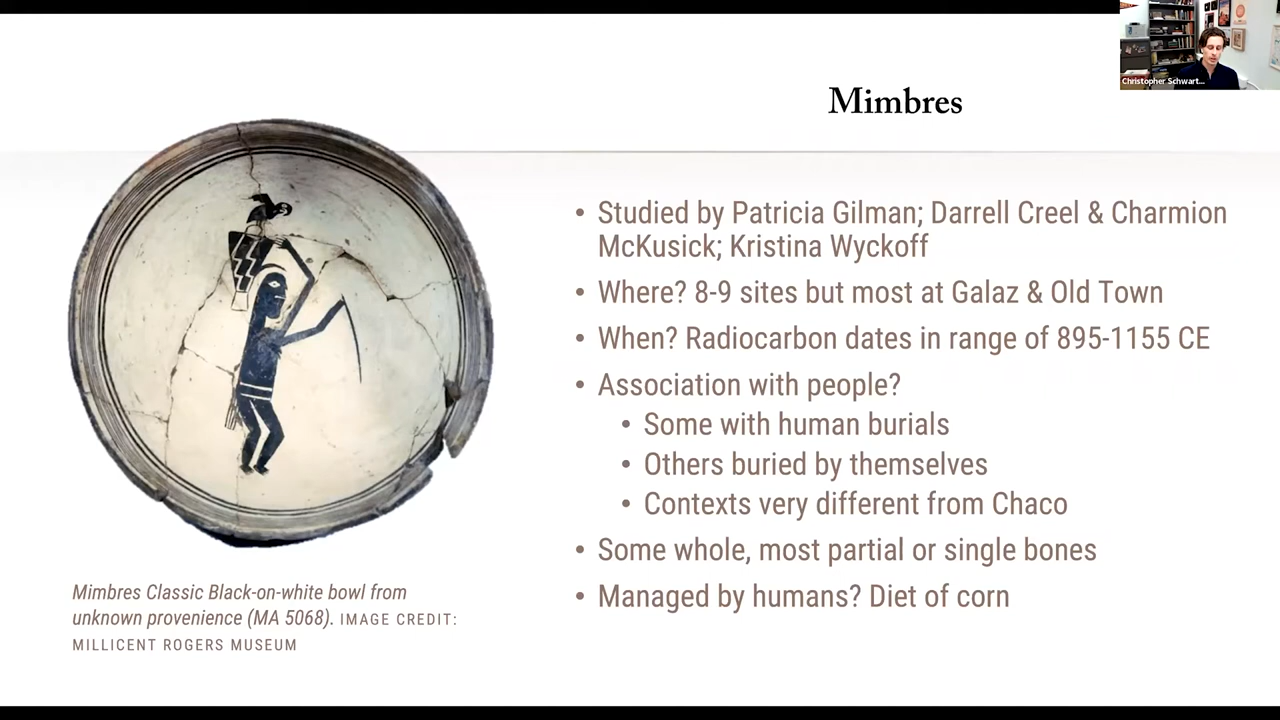 Christopher Schwart...
Mimbres
• Studied by Patricia Gilman; Darrell Creel & Charmion
McKusick; Kristina Wyckoff
• Where? 8-9 sites but most at Galaz & Old Town
• When? Radiocarbon dates in range of 895-1155 CE
• Association with people?
• Some with human burials
• Others buried by themselves
• Contexts very different from Chaco
• Some whole, most partial or single bones
• Managed by humans? Diet of corn
Mimbres Classic Black-on-white bowl from
unknown provenience (MA 5068). IMAGE CREDIT:
MILLICENT ROGERS MUSEUM